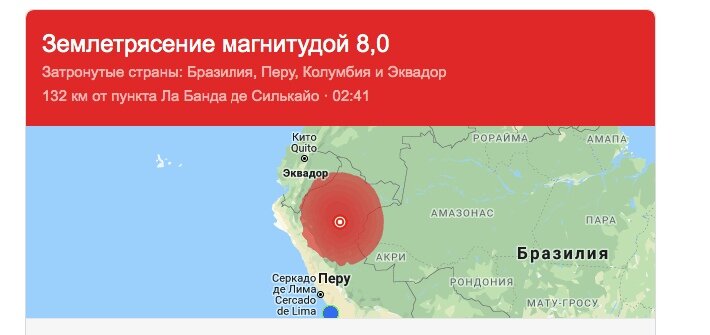 Землетрясение магнитудой 8,0
Затронутые страны: Бразилия, Перу, Колумбия и Эквадор
132 км от пункта Ла Банда де Силькайо · 02:41
Кито
Quito
РОРАЙМА
АМАПА
Эквадор
АМАЗОНАС
ПАРА
АКРИ
Бразилия
Серкадо
де Лима
Cercado
de Lima
Перу
РОНДОНИЯ
МАТУ-ГРОСУ